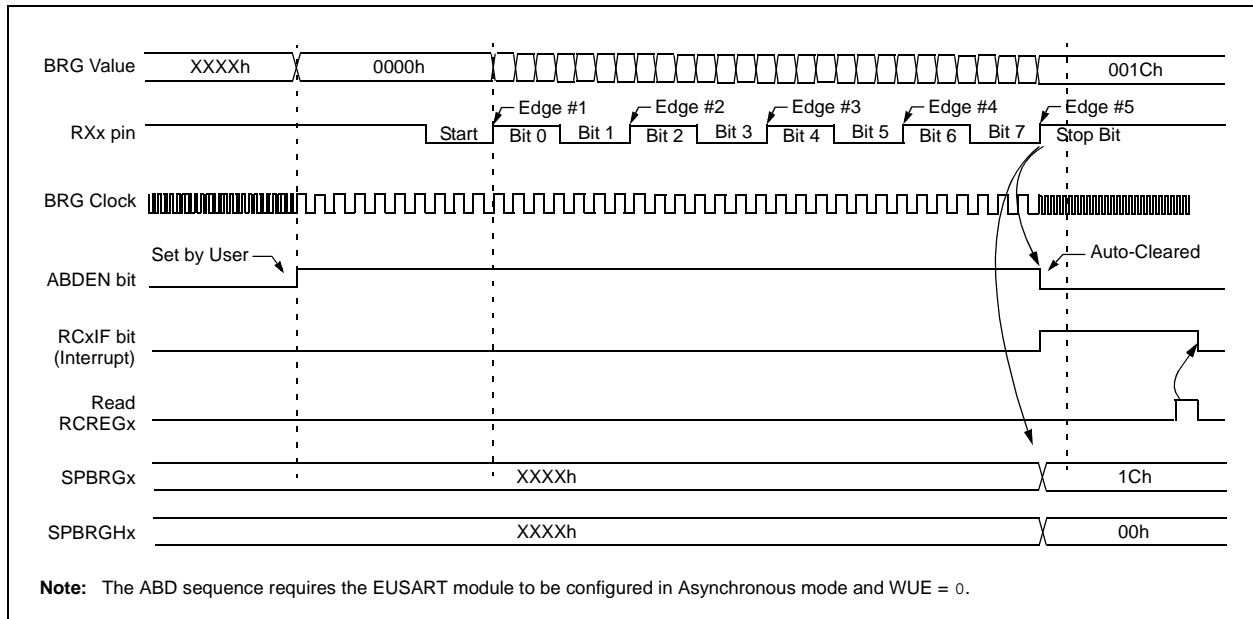 BRG Value XXXXh 0000h 001Ch
Edge #1 Edge #2 Edge #3 Edge #4 Edge #5
RXx pin Start Bit 0 Bit 1 Bit 2 Bit 3 Bit 4 Bit 5 Bit 6 Bit 7 Stop Bit
BRG Clock
Set by User Auto-Cleared
ABDEN bit
RCxIF bit
(Interrupt)
Read
RCREGx
SPBRGx XXXXh 1Ch
SPBRGHx XXXXh 00h
Note: The ABD sequence requires the EUSART module to be configured in Asynchronous mode and WUE = 0.